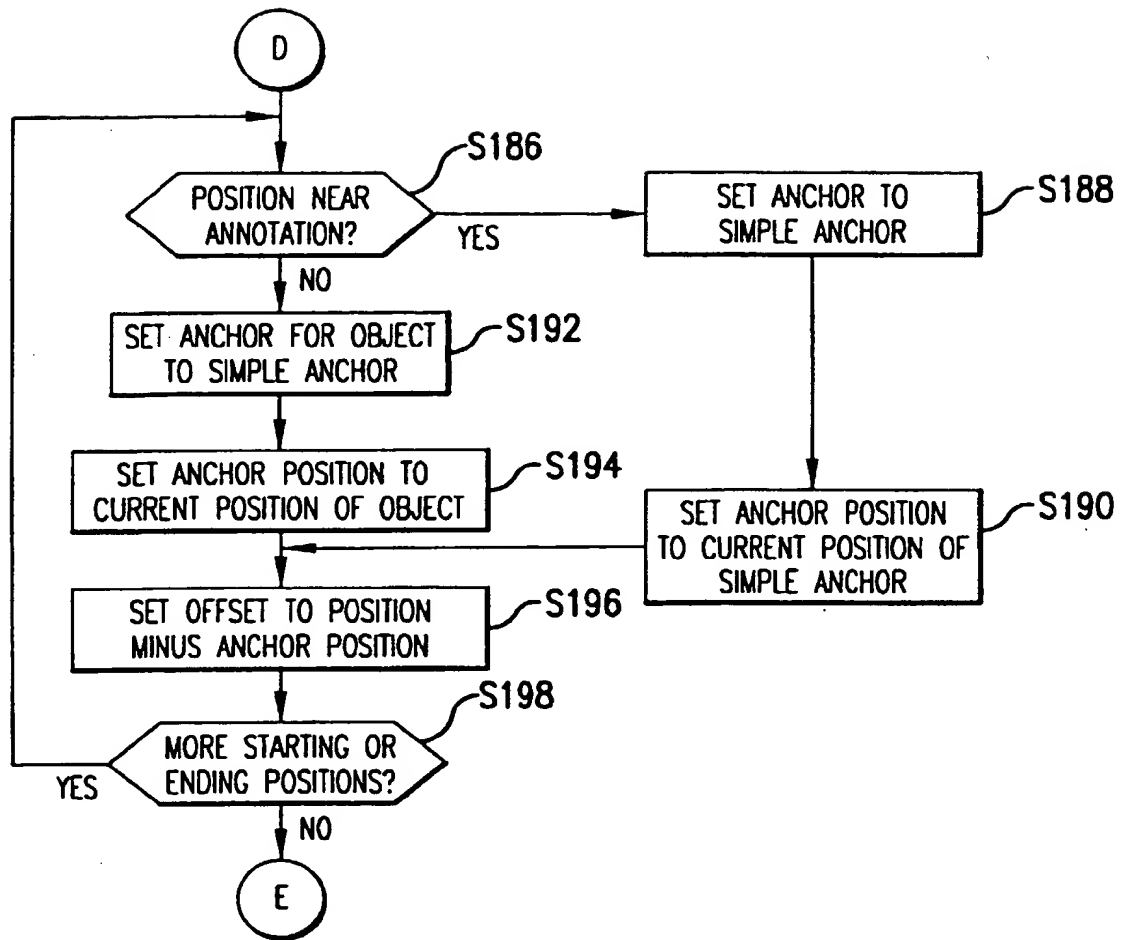 D
S186
POSITION NEAR
ANNOTATION?
YES
SET ANCHOR TO
SIMPLE ANCHOR
S188
NO
SET ANCHOR FOR OBJECT
TO SIMPLE ANCHOR
S192
SET ANCHOR POSITION TO
CURRENT POSITION OF OBJECT
S194
SET ANCHOR POSITION
TO CURRENT POSITION OF
SIMPLE ANCHOR
S190
SET OFFSET TO POSITION
MINUS ANCHOR POSITION
S196
S198
MORE STARTING OR
ENDING POSITIONS?
YES
NO
E